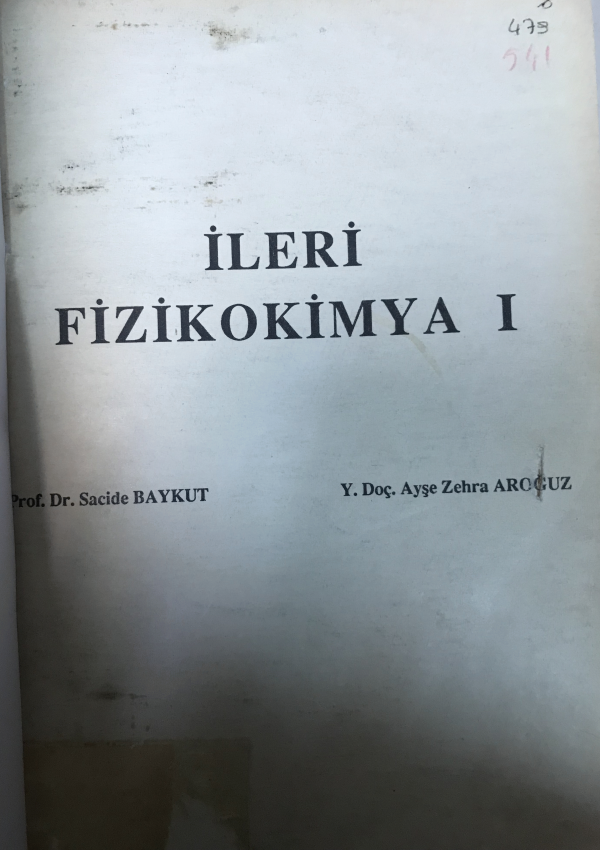 479
541
İLERİ
FİZİKOKİMYA I
Prof. Dr. Sacide BAYKUT
Y. Doç. Ayşe Zehra AROĞUZ